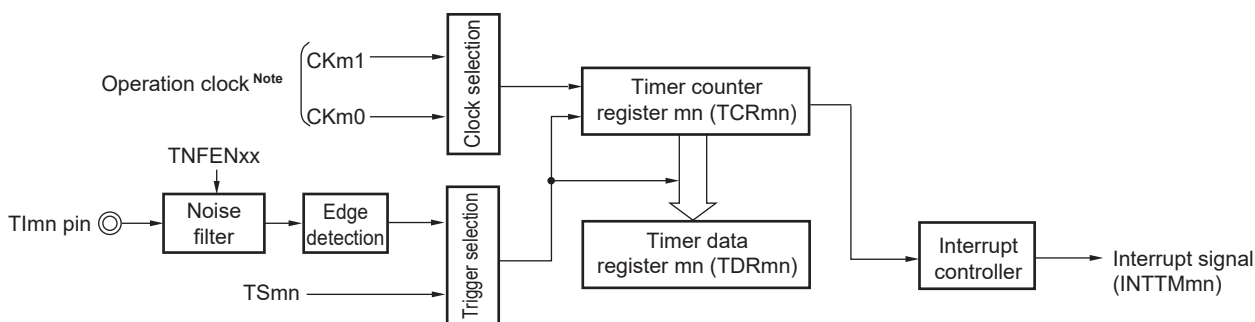 Operation clock Note
CKm1
CKm0
Clock selection
Timer counter
register mn (TCRmn)
TNFENxx
TImn pin
Noise
filter
Edge
detection
TSmn
Trigger selection
Timer data
register mn (TDRmn)
Interrupt
controller
Interrupt signal
(INTTMmn)